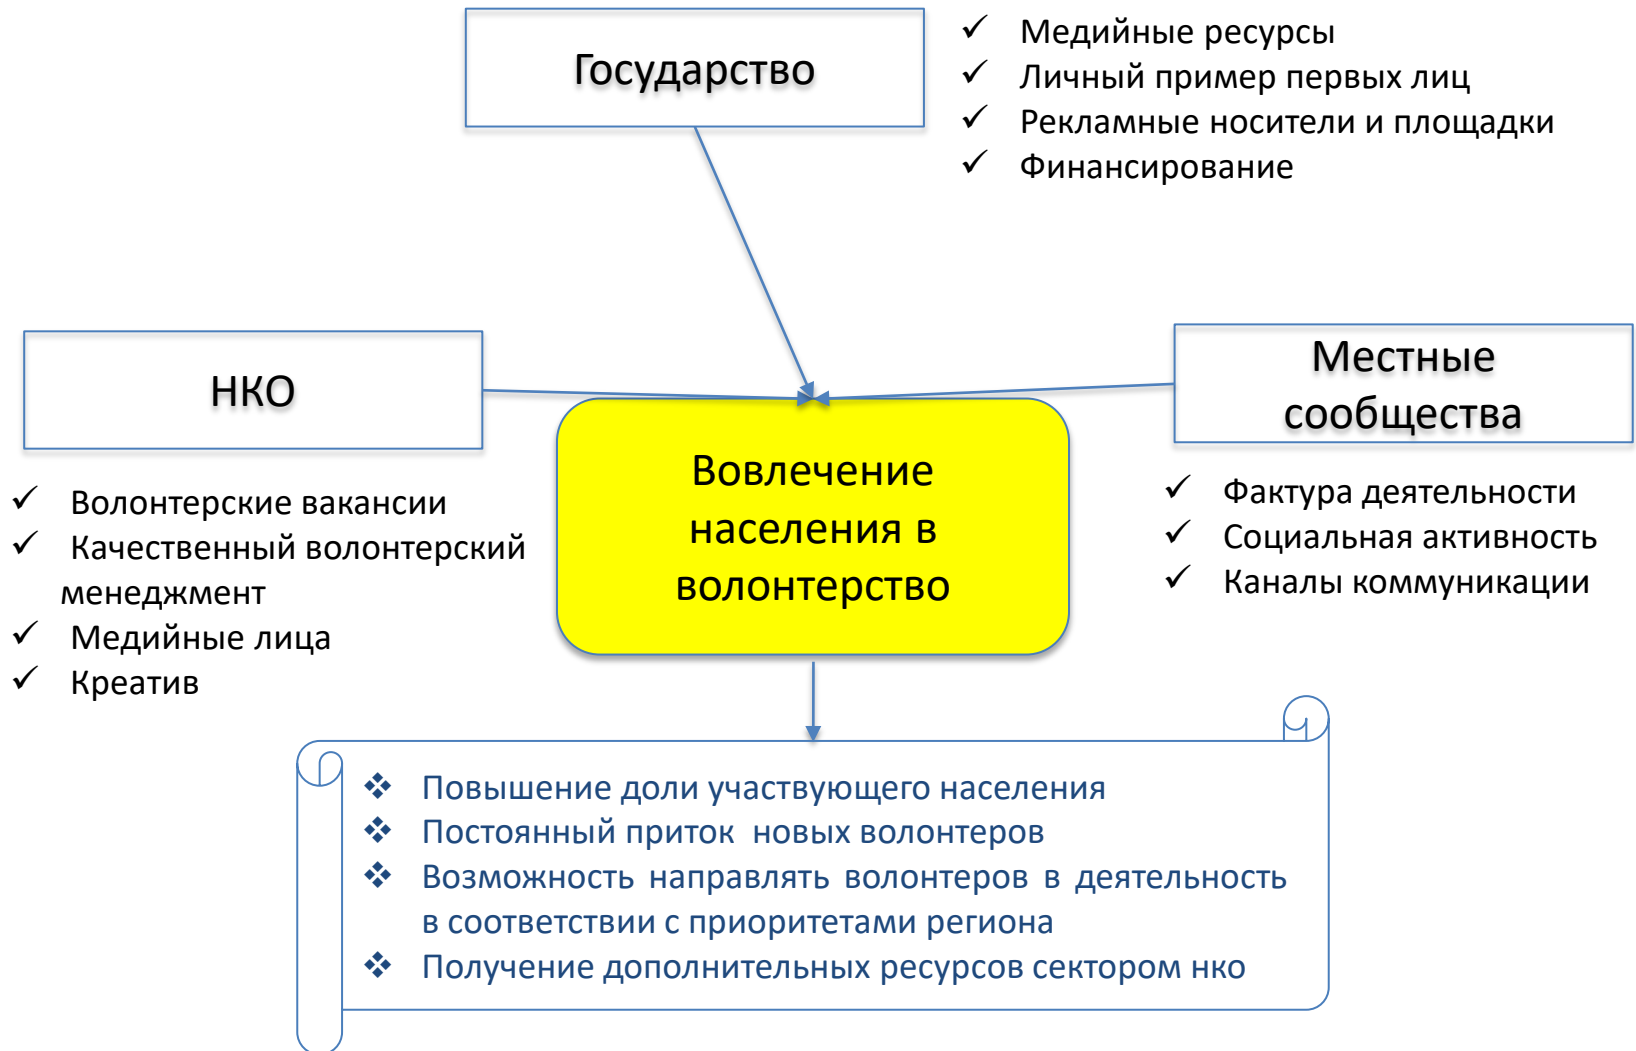 Государство
Медийные ресурсы
Личный пример первых лиц
Рекламные носители и площадки
Финансирование
НКО
Волонтерские вакансии
Качественный волонтерский
менеджмент
Медийные лица
Креатив
Вовлечение
населения в
волонтерство
Местные
сообщества
Фактура деятельности
Социальная активность
Каналы коммуникации
Повышение доли участвующего населения
Постоянный приток новых волонтеров
Возможность направлять волонтеров в деятельность
в соответствии с приоритетами региона
Получение дополнительных ресурсов сектором нко